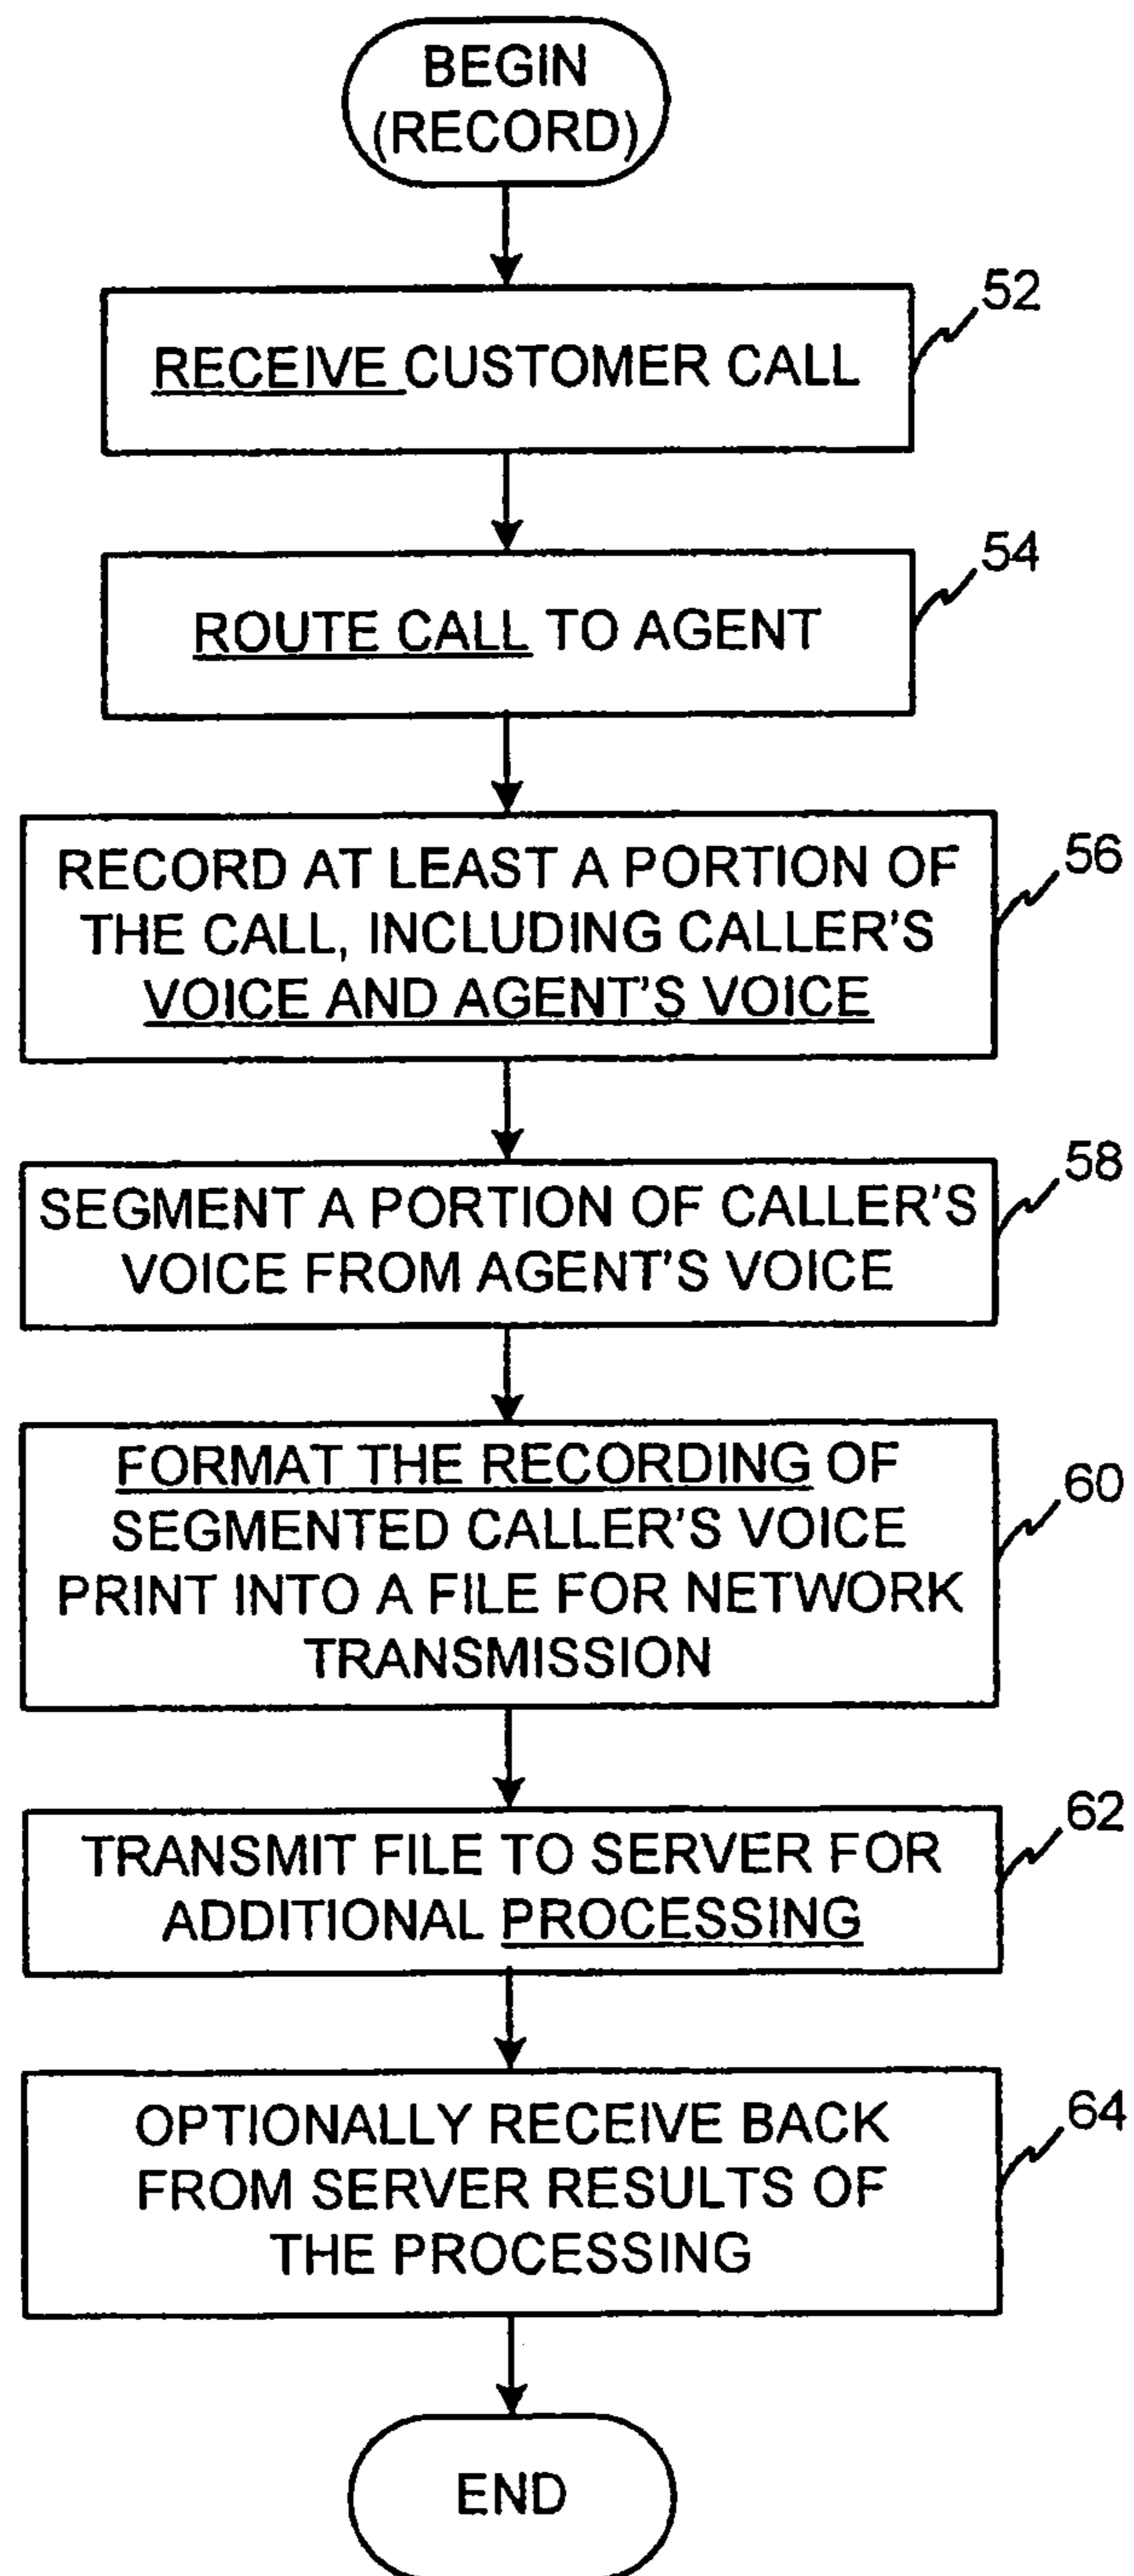 BEGIN
(RECORD)
52
RECEIVE CUSTOMER CALL
54
ROUTE CALL TO AGENT
56
RECORD AT LEAST A PORTION OF
THE CALL, INCLUDING CALLER'S
VOICE AND AGENT'S VOICE
58
SEGMENT A PORTION OF CALLER'S
VOICE FROM AGENT'S VOICE
60
FORMAT THE RECORDING OF
SEGMENTED CALLER'S VOICE
PRINT INTO A FILE FOR NETWORK
TRANSMISSION
62
TRANSMIT FILE TO SERVER FOR
ADDITIONAL PROCESSING
64
OPTIONALLY RECEIVE BACK
FROM SERVER RESULTS OF
THE PROCESSING
END